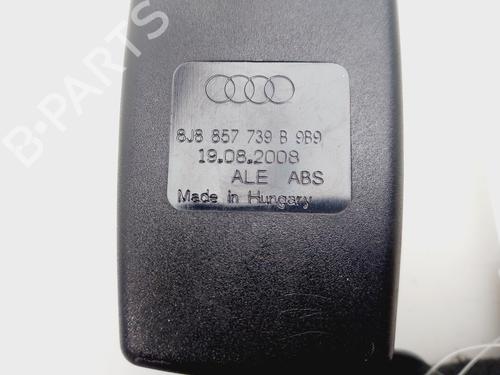 B-PARTS
8J8 857 739 B 9B9
19.08.2008
ALE ABS
Made in Hungary